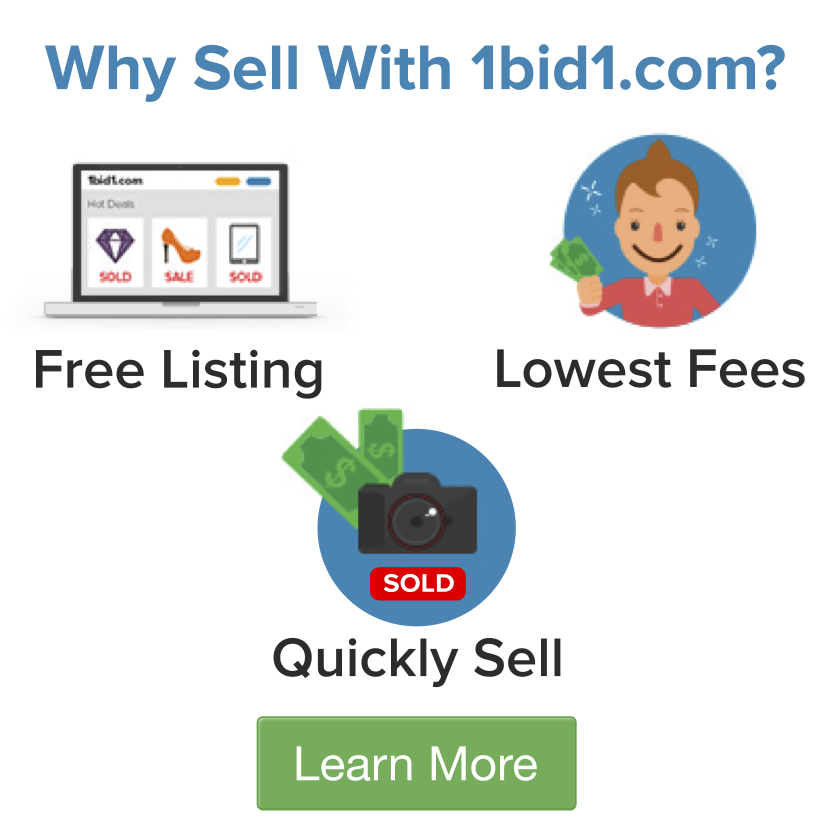 Why Sell With 1bid1.com?
1bid1.com
Hot Deals
SOLD
SALE
SOLD
Free Listing
Lowest Fees
$
$
SOLD
Quickly Sell
Learn More